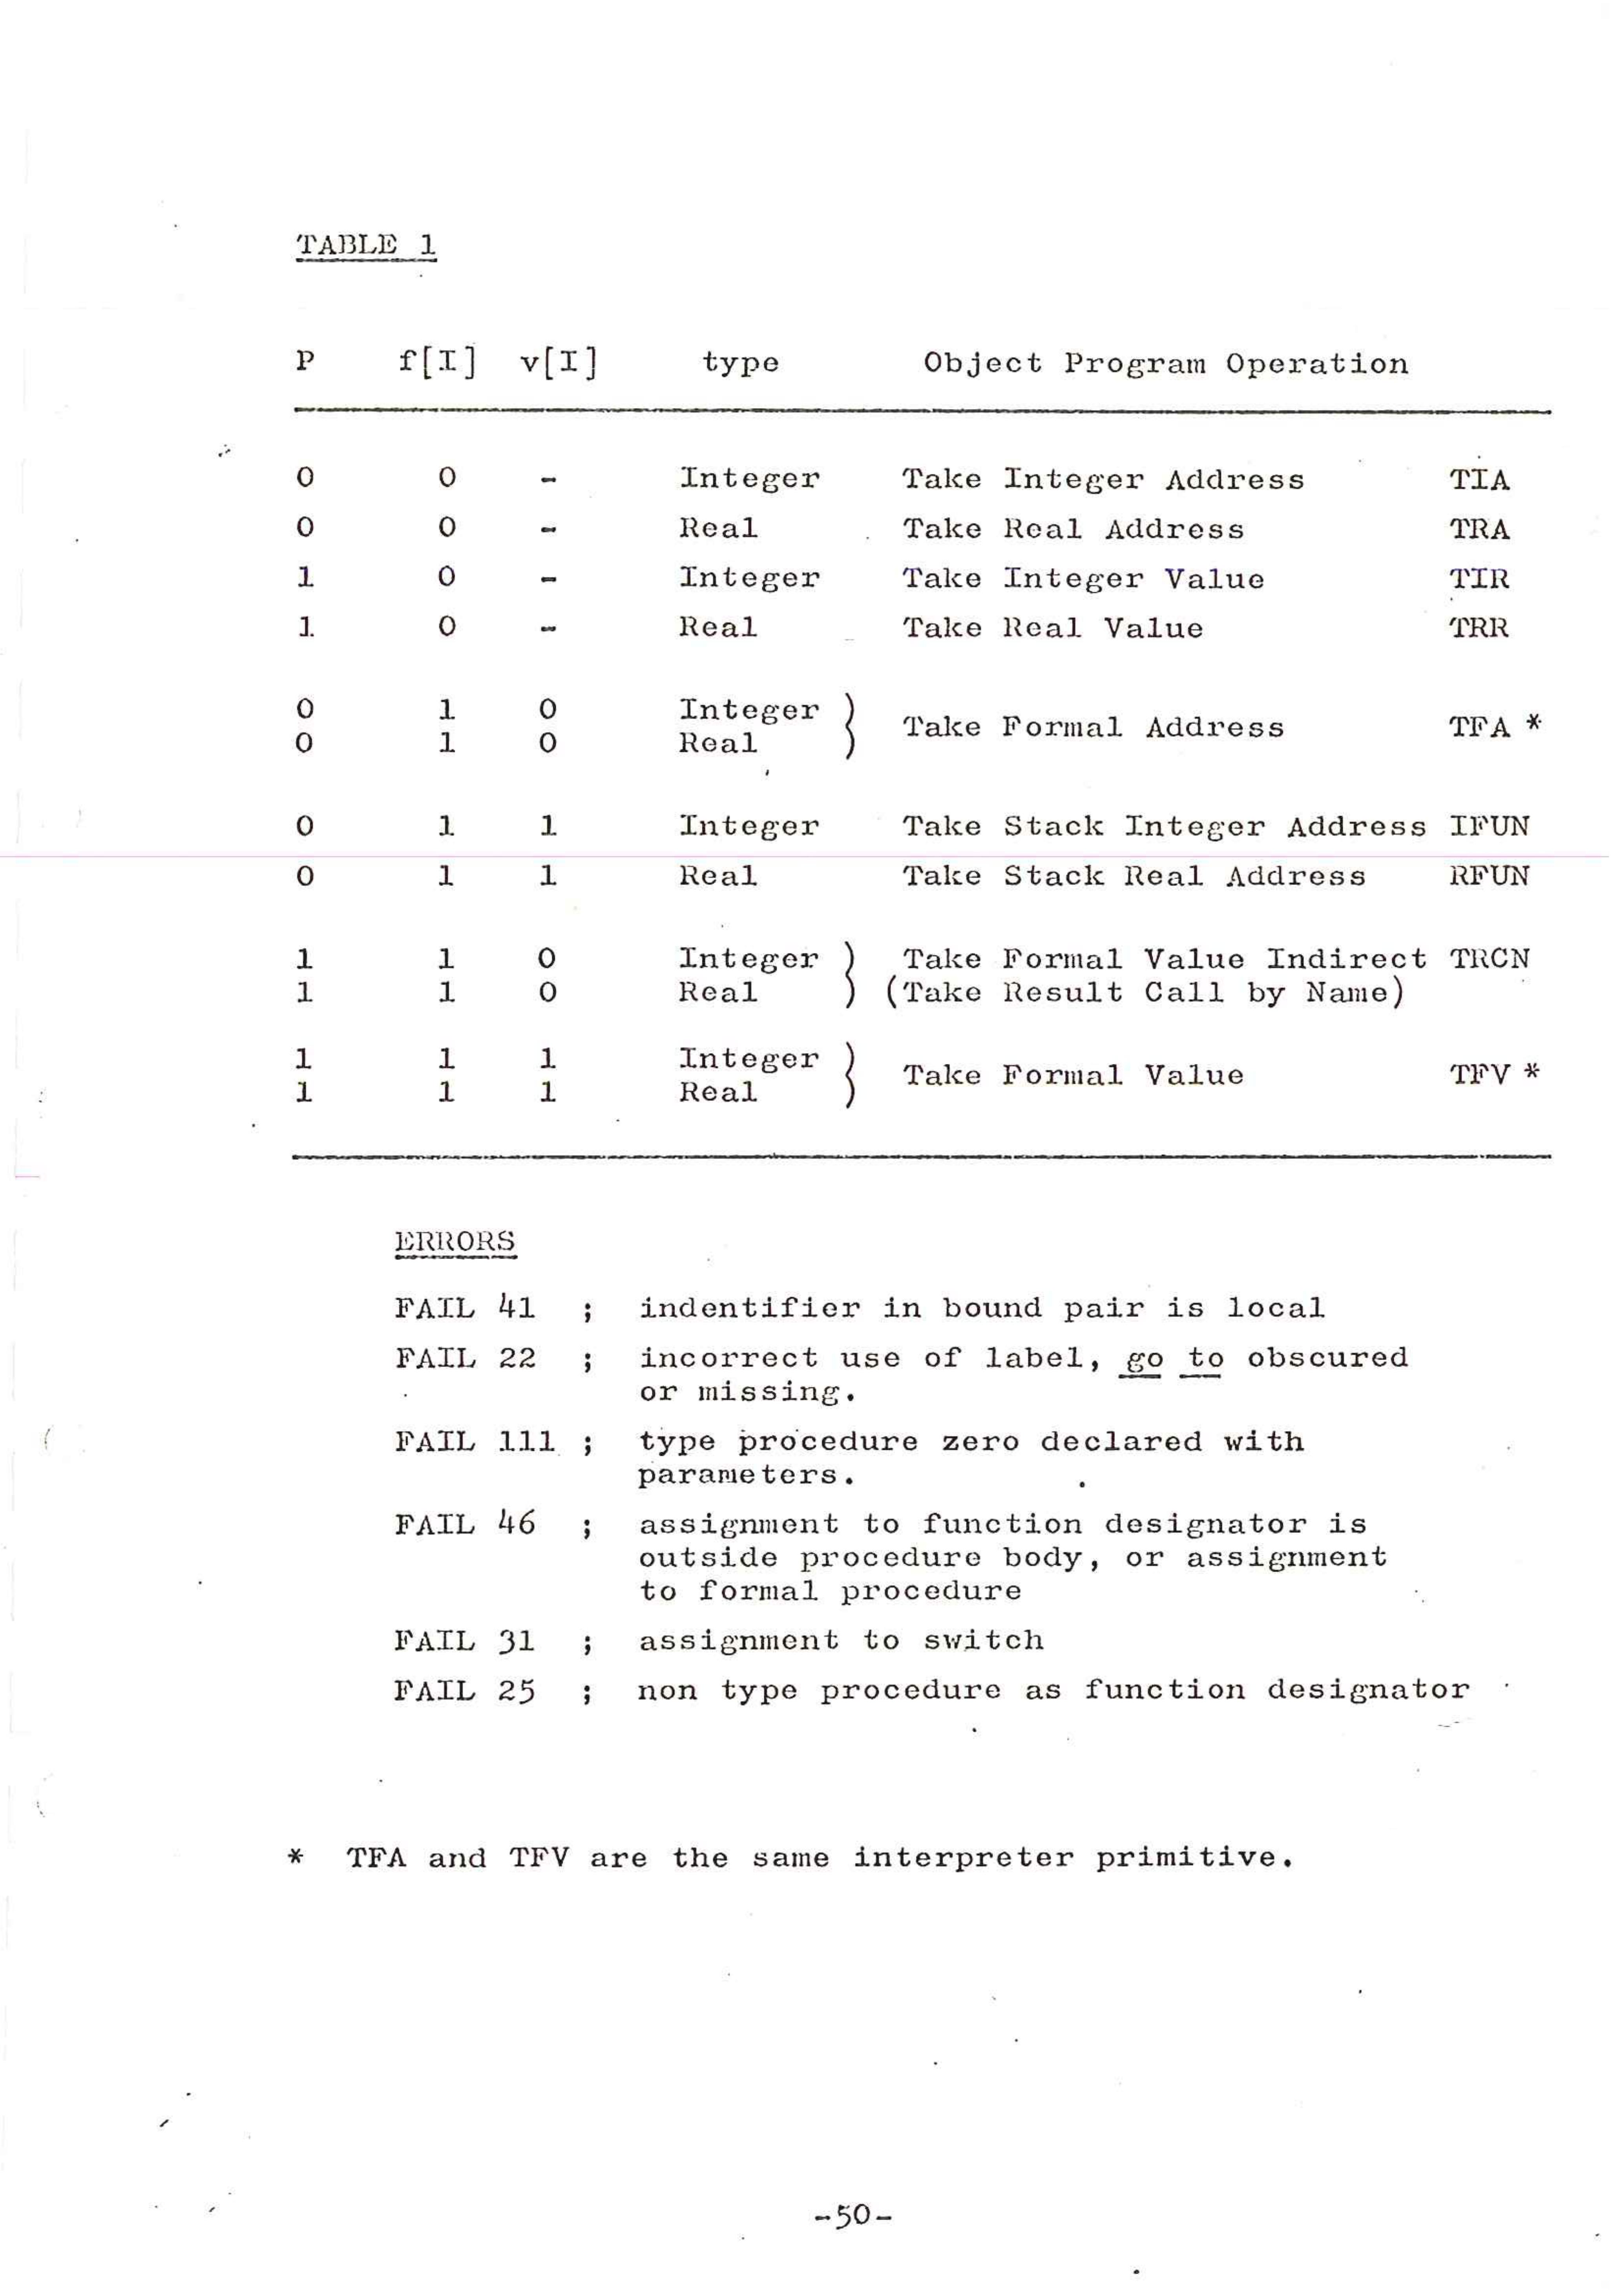 TABLE 1
P f[I] v[I] type Object Program Operation
0 0 - Integer Take Integer Address TIA
0 0 - Real Take Real Address TRA
1 0 - Integer Take Integer Value TIR
1 0 - Real Take Real Value TRR
0 1 0 Integer )
Take Formal Address TFA *
0 1 0 Real )
0 1 1 Integer Take Stack Integer Address IFUN
0 1 1 Real Take Stack Real Address RFUN
1 1 0 Integer ) Take Formal Value Indirect TRCN
1 1 0 Real ) (Take Result Call by Name)
1 1 1 Integer )
Take Formal Value TFV *
1 1 1 Real )
ERRORS
FAIL 41 ; indentifier in bound pair is local
FAIL 22 ; incorrect use of label, go to obscured
or missing.
FAIL 111 ; type procedure zero declared with
parameters.
FAIL 46 ; assignment to function designator is
outside procedure body, or assignment
to formal procedure
FAIL 31 ; assignment to switch
FAIL 25 ; non type procedure as function designator
* TFA and TFV are the same interpreter primitive.
-50-